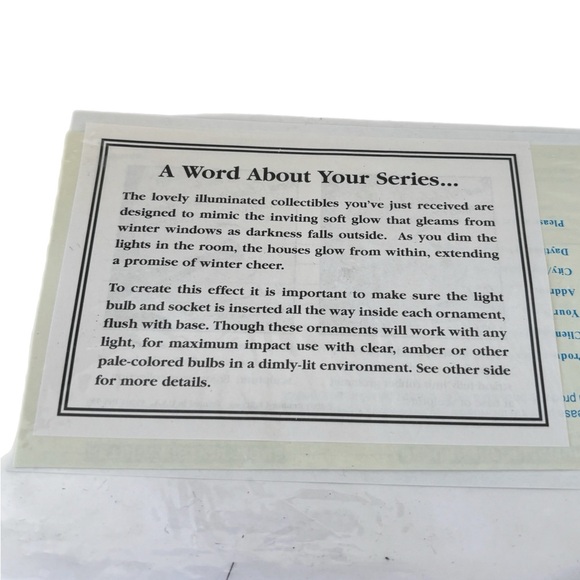 A Word About Your Series...
The lovely illuminated collectibles you've just received are
designed to mimic the inviting soft glow that gleams from
winter windows as darkness falls outside. As you dim the
lights in the room, the houses glow from within, extending
a promise of winter cheer.
To create this effect it is important to make sure the light
bulb and socket is inserted all the way inside each ornament,
flush with base. Though these ornaments will work with any
light, for maximum impact use with clear, amber or other
pale-colored bulbs in a dimly-lit environment. See other side
for more details.